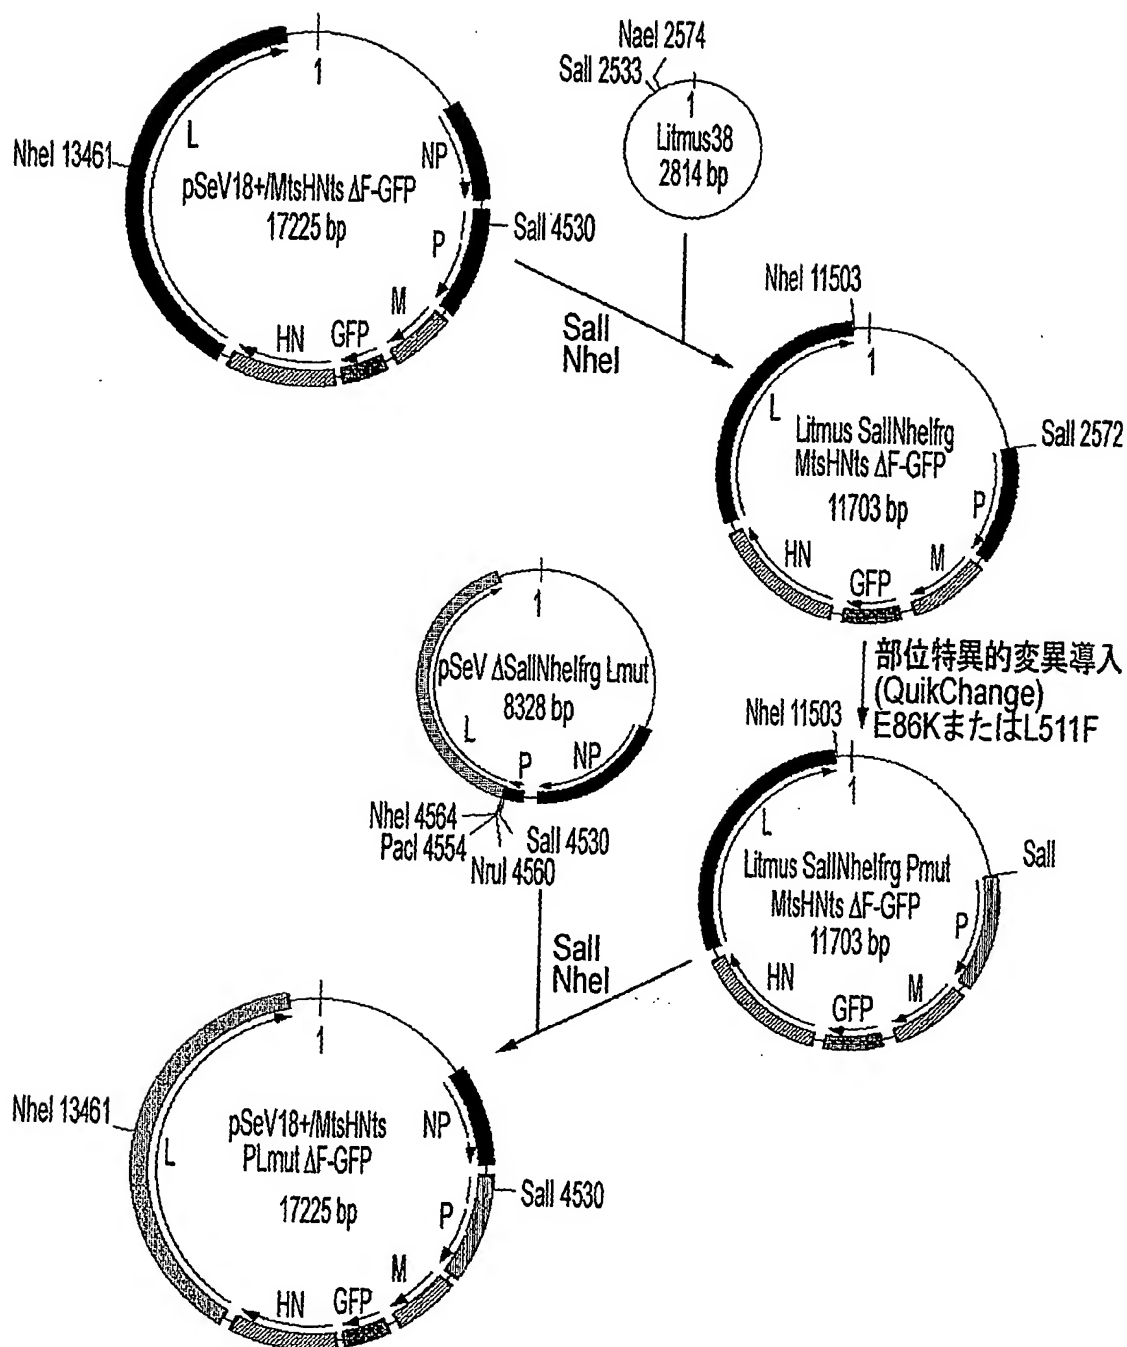 1
L
NP
NheI 13461
pSeV18+/MtsHNts ΔF-GFP
17225 bp
SalI 4530
P
M
GFP
HN
NaeI 2574
SalI 2533
1
Litmus38
2814 bp
SalI
NheI
NheI 11503
1
L
Litmus SalINheIfrg
MtsHNts ΔF-GFP
11703 bp
SalI 2572
P
M
GFP
HN
部位特異的変異導入
(QuikChange)
E86KまたはL511F
1
pSeV ΔSalINheIfrg Lmut
8328 bp
L
P
NP
NheI 4564
PacI 4554
NruI 4560
SalI 4530
NheI 11503
1
L
Litmus SalINheIfrg Pmut
MtsHNts ΔF-GFP
11703 bp
SalI
P
M
GFP
HN
SalI
NheI
1
NheI 13461
L
NP
pSeV18+/MtsHNts
PLmut ΔF-GFP
17225 bp
SalI 4530
P
M
GFP
HN